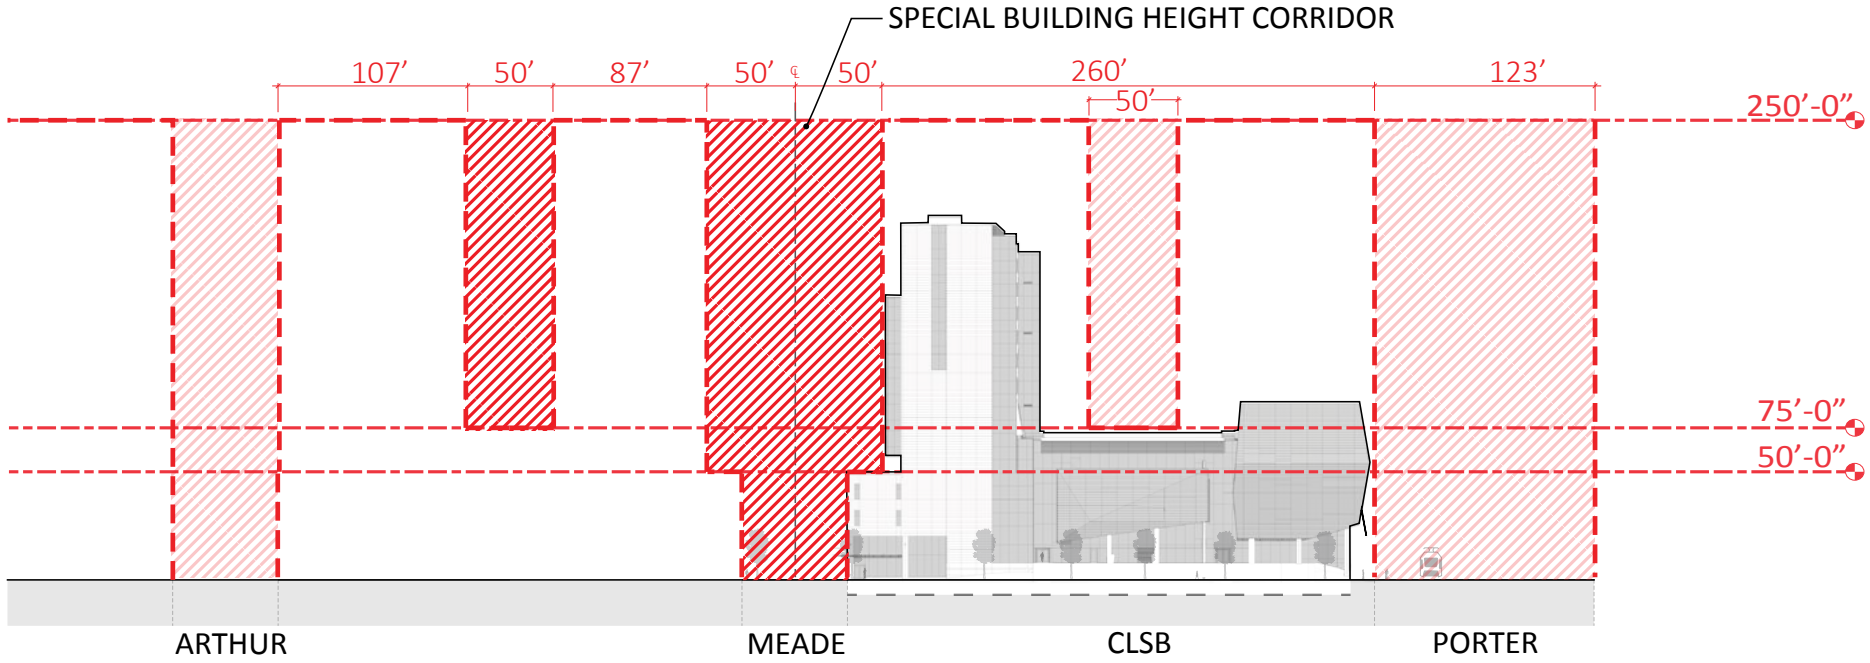 SPECIAL BUILDING HEIGHT CORRIDOR
107’ 50’ 87’ 50’ ℄ 50’ 260’ 123’
50’
250’-0”
75’-0”
50’-0”
ARTHUR MEADE CLSB PORTER